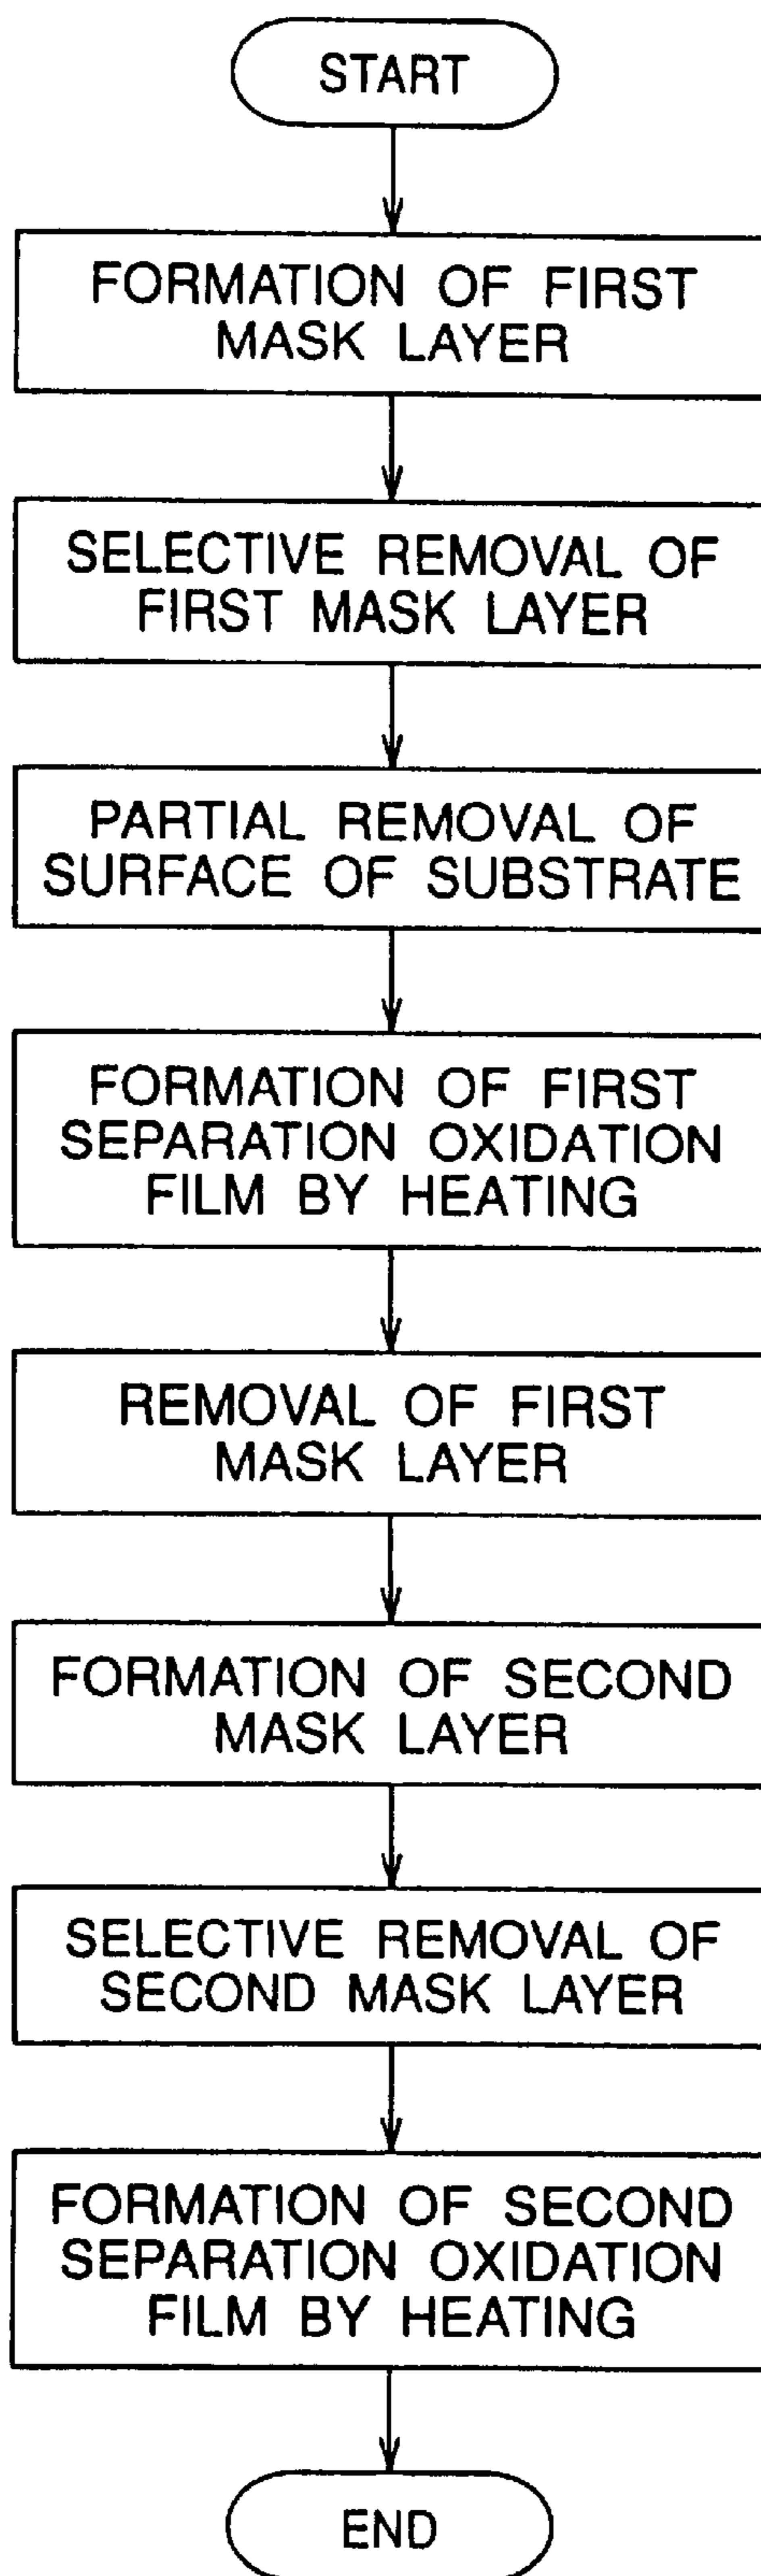 START
FORMATION OF FIRST
MASK LAYER
SELECTIVE REMOVAL OF
FIRST MASK LAYER
PARTIAL REMOVAL OF
SURFACE OF SUBSTRATE
FORMATION OF FIRST
SEPARATION OXIDATION
FILM BY HEATING
REMOVAL OF FIRST
MASK LAYER
FORMATION OF SECOND
MASK LAYER
SELECTIVE REMOVAL OF
SECOND MASK LAYER
FORMATION OF SECOND
SEPARATION OXIDATION
FILM BY HEATING
END